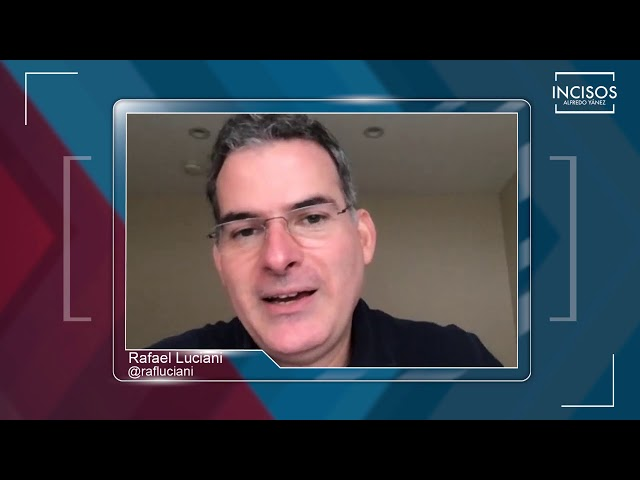 INCISOS
ALFREDO YÁNEZ
Rafael Luciani
@rafluciani